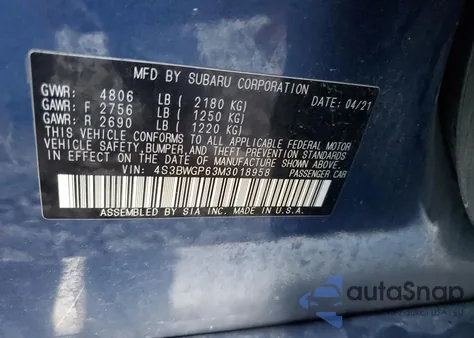 MFD BY SUBARU CORPORATION
GVWR: 4806 LB ( 2180 KG) DATE: 04/21
GAWR: F 2756 LB ( 1250 KG)
GAWR: R 2690 LB ( 1220 KG)
THIS VEHICLE CONFORMS TO ALL APPLICABLE FEDERAL MOTOR
VEHICLE SAFETY, BUMPER, AND THEFT PREVENTION STANDARDS
IN EFFECT ON THE DATE OF MANUFACTURE SHOWN ABOVE.
VIN: 4S3BWGP63M3018958 PASSENGER CAR
ASSEMBLED BY SIA INC. MADE IN U.S.A.
autoSnap